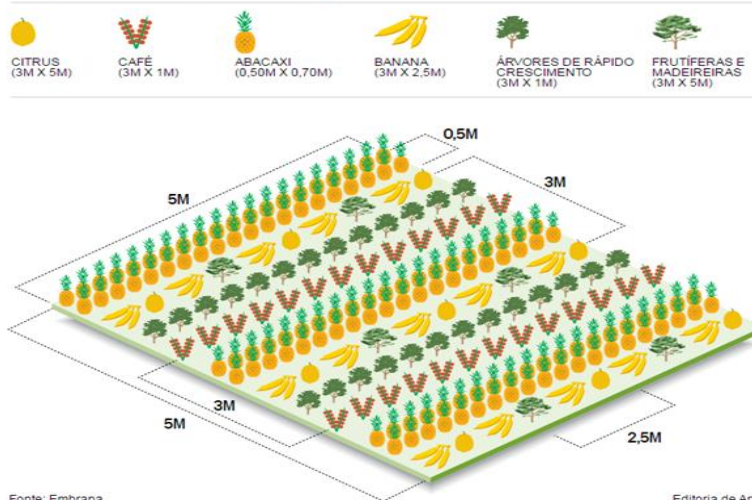 CITRUS
(3M X 5M)
CAFÉ
(3M X 1M)
ABACAXI
(0,50M X 0,70M)
BANANA
(3M X 2,5M)
ÁRVORES DE RÁPIDO
CRESCIMENTO
(3M X 1M)
FRUTÍFERAS E
MADEIREIRAS
(3M X 5M)
0,5M
5M
3M
3M
5M
2,5M
Fonte: Embrapa
Editoria de